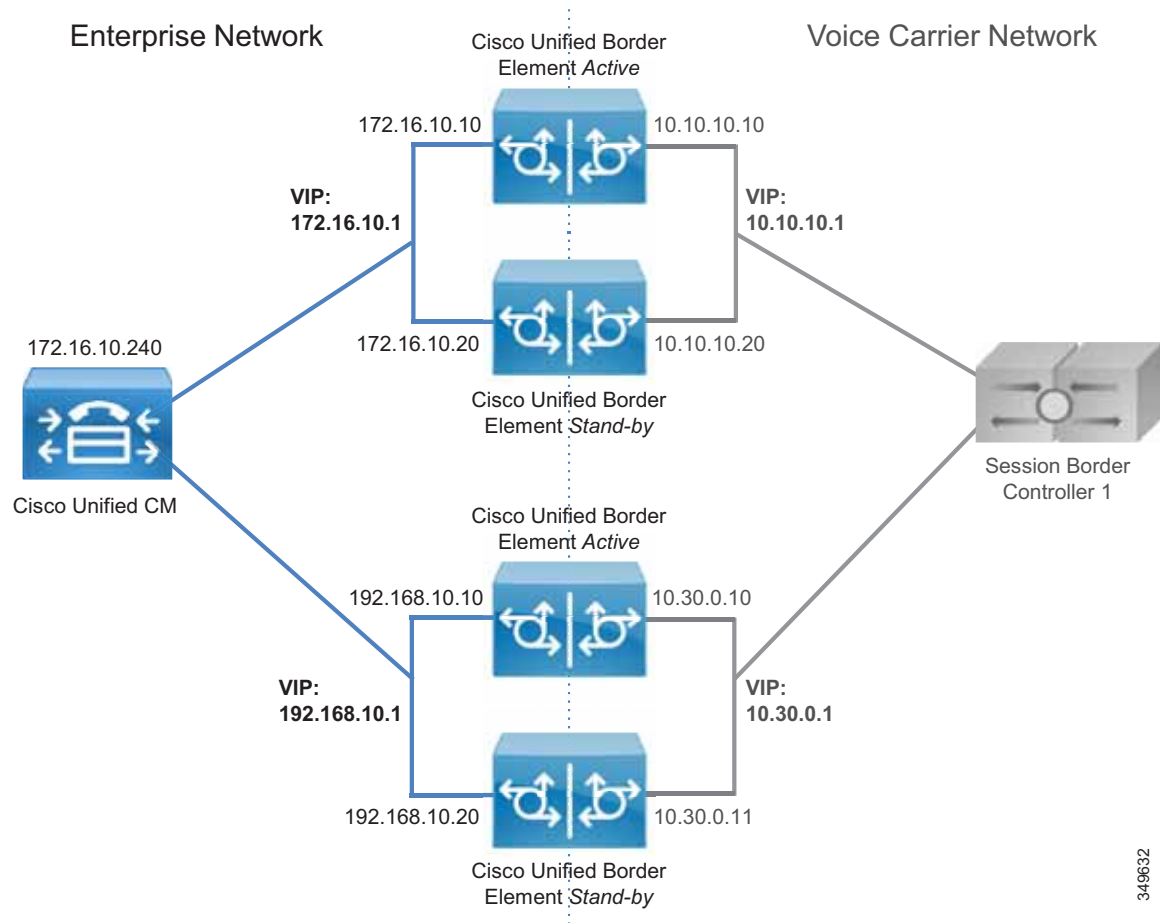 Enterprise Network
Voice Carrier Network
Cisco Unified Border
Element Active
172.16.10.10
10.10.10.10
VIP:
172.16.10.1
VIP:
10.10.10.1
172.16.10.20
10.10.10.20
Cisco Unified Border
Element Stand-by
172.16.10.240
Cisco Unified CM
Session Border
Controller 1
Cisco Unified Border
Element Active
192.168.10.10
10.30.0.10
VIP:
192.168.10.1
VIP:
10.30.0.1
192.168.10.20
10.30.0.11
Cisco Unified Border
Element Stand-by
349632